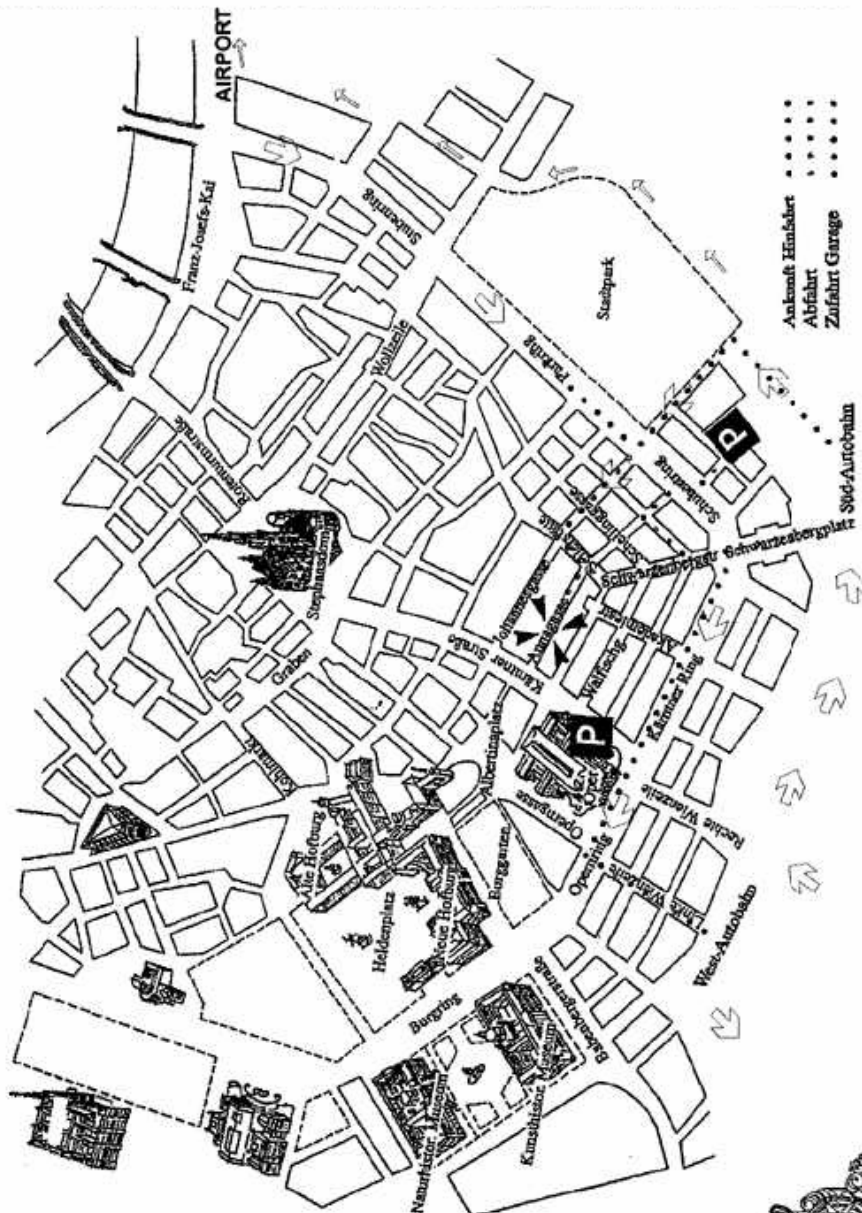 AIRPORT
Franz-Josefs-Kai
Stubenring
Wollzeile
Rotenturmstraße
Stephansdom
Graben
Kohlmarkt
Parkring
Stadtpark
Ankunft Hinfahrt
Abfahrt
Zufahrt Garage
Schubertring
Schellinggasse
Johannesgasse
Annagasse
Kärntner Straße
Walfischg.
Akademiestr.
Schwarzenbergstr.
Schwarzenbergplatz
Süd-Autobahn
P
P
Kärntner Ring
Albertinaplatz
Operngasse
Opernring
Rechte Wienzeile
Linke Wienzeile
West-Autobahn
Burggarten
Alte Hofburg
Neue Hofburg
Heldenplatz
Burgring
Babenbergerstraße
Kunsthistor. Museum
Naturhistor. Museum